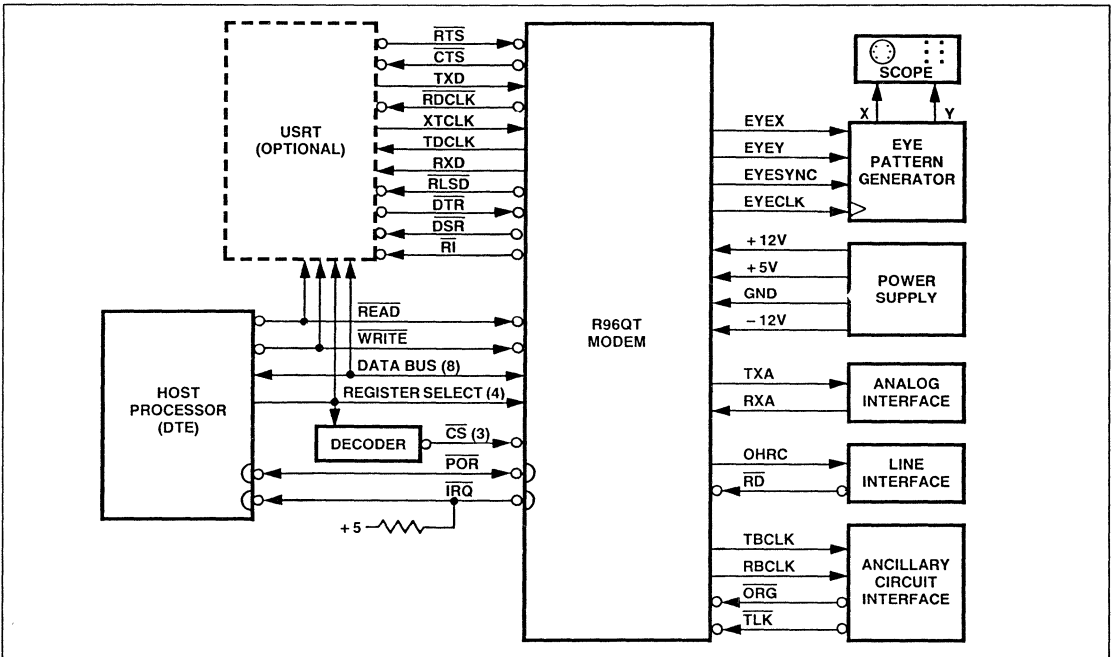 USRT
(OPTIONAL)
RTS
CTS
TXD
RDCLK
XTCLK
TDCLK
RXD
RLSD
DTR
DSR
RI
HOST
PROCESSOR
(DTE)
READ
WRITE
DATA BUS (8)
REGISTER SELECT (4)
DECODER
CS (3)
POR
IRQ
+5
R96QT
MODEM
SCOPE
X
Y
EYEX
EYEY
EYESYNC
EYECLK
EYE
PATTERN
GENERATOR
+12V
+5V
GND
-12V
POWER
SUPPLY
TXA
RXA
ANALOG
INTERFACE
OHRC
RD
LINE
INTERFACE
TBCLK
RBCLK
ORG
TLK
ANCILLARY
CIRCUIT
INTERFACE